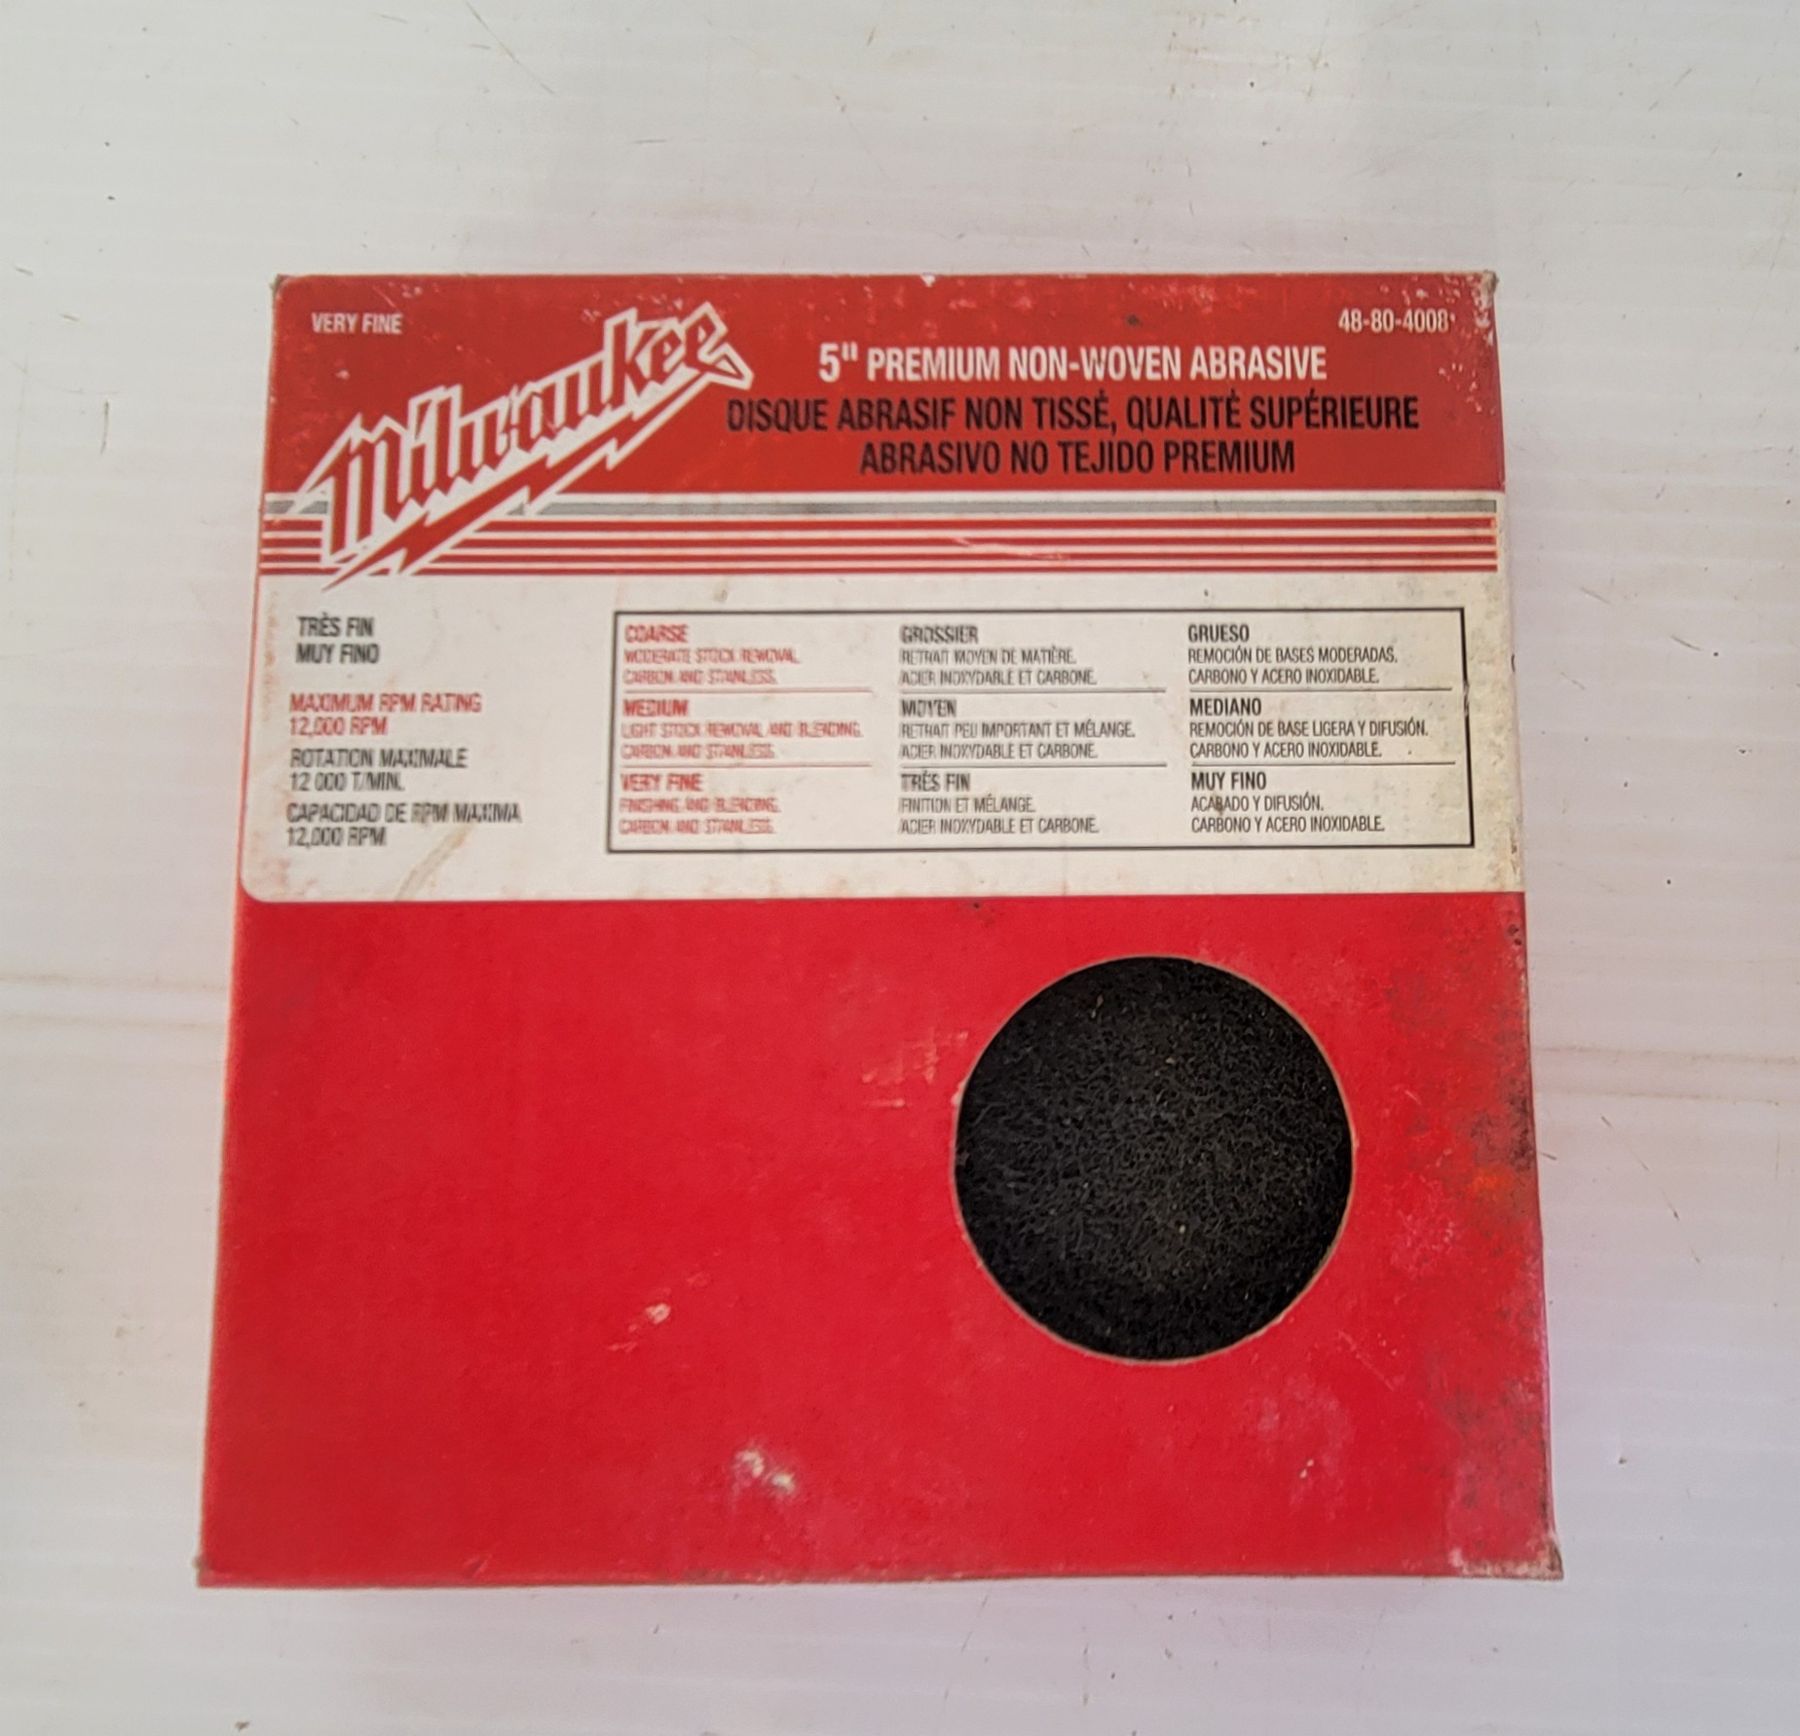 VERY FINE
48-80-4008
Milwaukee
5" PREMIUM NON-WOVEN ABRASIVE
DISQUE ABRASIF NON TISSÉ, QUALITÉ SUPÉRIEURE
ABRASIVO NO TEJIDO PREMIUM
TRÈS FIN
MUY FINO
MAXIMUM RPM RATING
12,000 RPM
ROTATION MAXIMALE
12 000 T/MIN.
CAPACIDAD DE RPM MAXIMA
12,000 RPM
COARSE
MODERATE STOCK REMOVAL.
CARBON AND STAINLESS.
MEDIUM
LIGHT STOCK REMOVAL AND BLENDING.
CARBON AND STAINLESS.
VERY FINE
FINISHING AND BLENDING.
CARBON AND STAINLESS.
GROSSIER
RETRAIT MOYEN DE MATIÈRE.
ACIER INOXYDABLE ET CARBONE.
MOYEN
RETRAIT PEU IMPORTANT ET MÉLANGE.
ACIER INOXYDABLE ET CARBONE.
TRÈS FIN
FINITION ET MÉLANGE.
ACIER INOXYDABLE ET CARBONE.
GRUESO
REMOCIÓN DE BASES MODERADAS.
CARBONO Y ACERO INOXIDABLE.
MEDIANO
REMOCIÓN DE BASE LIGERA Y DIFUSIÓN.
CARBONO Y ACERO INOXIDABLE.
MUY FINO
ACABADO Y DIFUSIÓN.
CARBONO Y ACERO INOXIDABLE.